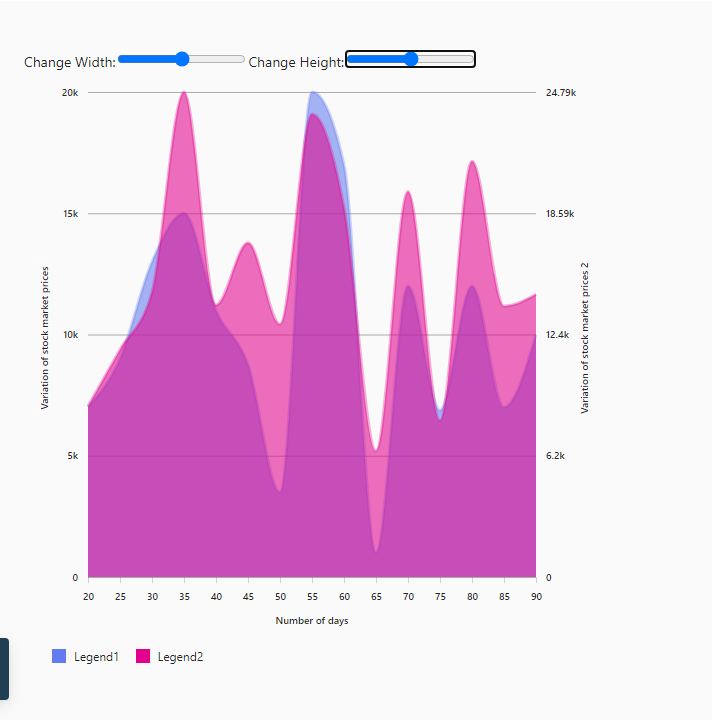 Change Width: Change Height:
20k 24.79k
15k 18.59k
Variation of stock market prices
Variation of stock market prices 2
10k 12.4k
5k 6.2k
0 0
20 25 30 35 40 45 50 55 60 65 70 75 80 85 90
Number of days
Legend1 Legend2